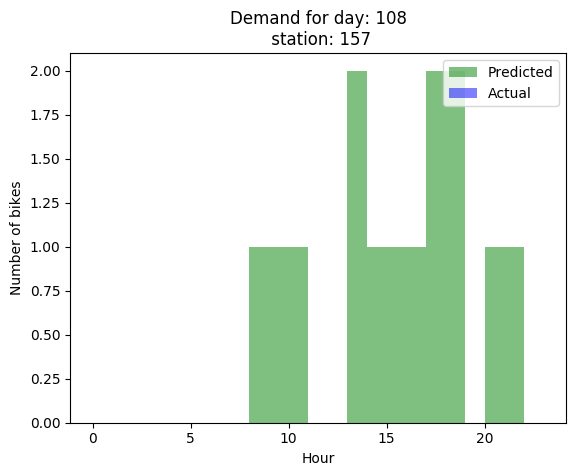 Demand for day: 108
station: 157
Predicted
Actual
2.00
1.75
1.50
1.25
1.00
0.75
0.50
0.25
0.00
Number of bikes
0 5 10 15 20
Hour